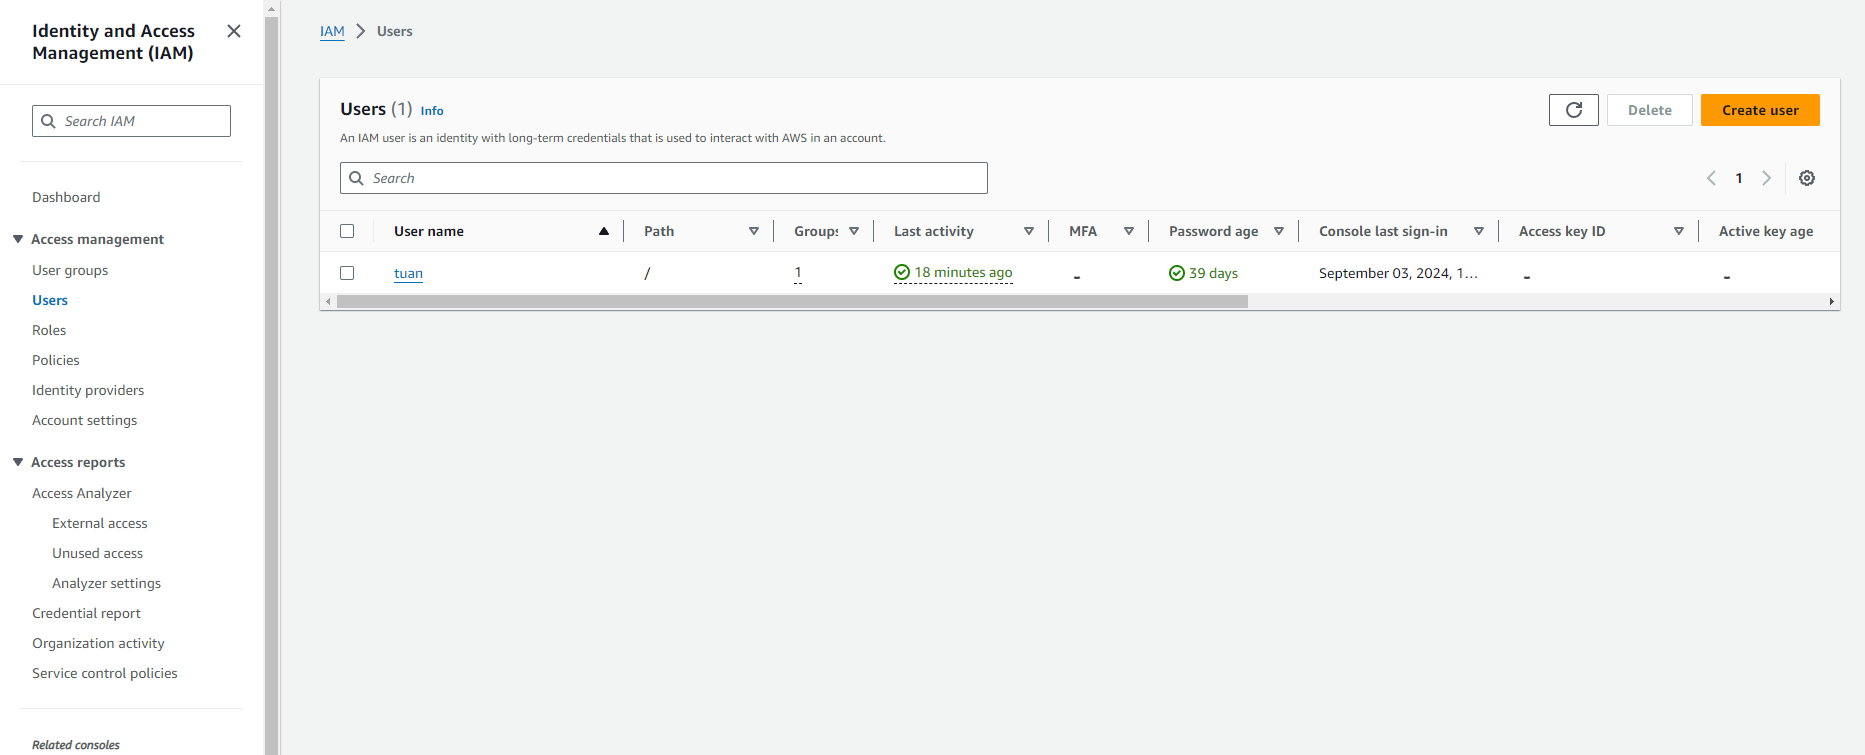 Identity and Access
Management (IAM)
Search IAM
Dashboard
Access management
User groups
Users
Roles
Policies
Identity providers
Account settings
Access reports
Access Analyzer
External access
Unused access
Analyzer settings
Credential report
Organization activity
Service control policies
Related consoles
IAM > Users
Users (1) Info
Delete
Create user
An IAM user is an identity with long-term credentials that is used to interact with AWS in an account.
Search
1
User name Path Groups Last activity MFA Password age Console last sign-in Access key ID Active key age
tuan / 1 18 minutes ago - 39 days September 03, 2024, 1... - -